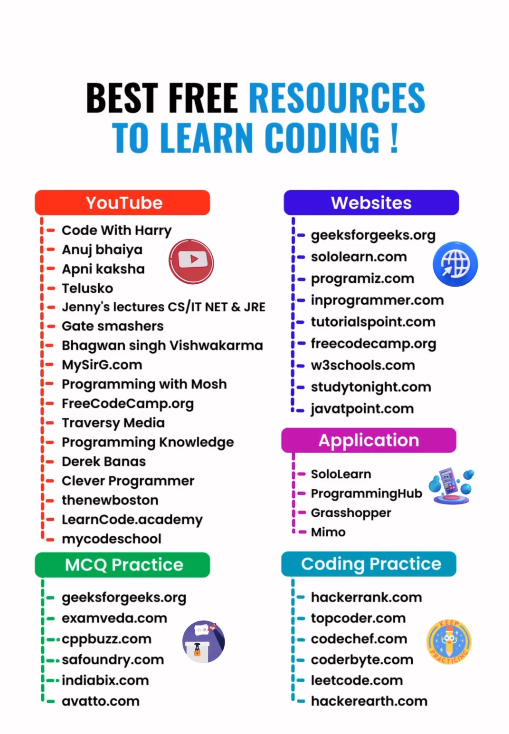 BEST FREE RESOURCES
TO LEARN CODING !
YouTube
Code With Harry
Anuj bhaiya
Apni kaksha
Telusko
Jenny's lectures CS/IT NET & JRE
Gate smashers
Bhagwan singh Vishwakarma
MySirG.com
Programming with Mosh
FreeCodeCamp.org
Traversy Media
Programming Knowledge
Derek Banas
Clever Programmer
thenewboston
LearnCode.academy
mycodeschool
MCQ Practice
geeksforgeeks.org
examveda.com
cppbuzz.com
safoundry.com
indiabix.com
avatto.com
Websites
geeksforgeeks.org
sololearn.com
programiz.com
inprogrammer.com
tutorialspoint.com
freecodecamp.org
w3schools.com
studytonight.com
javatpoint.com
Application
SoloLearn
ProgrammingHub
Grasshopper
Mimo
Coding Practice
hackerrank.com
topcoder.com
codechef.com
coderbyte.com
leetcode.com
hackerearth.com
KEEP
PRACTICING